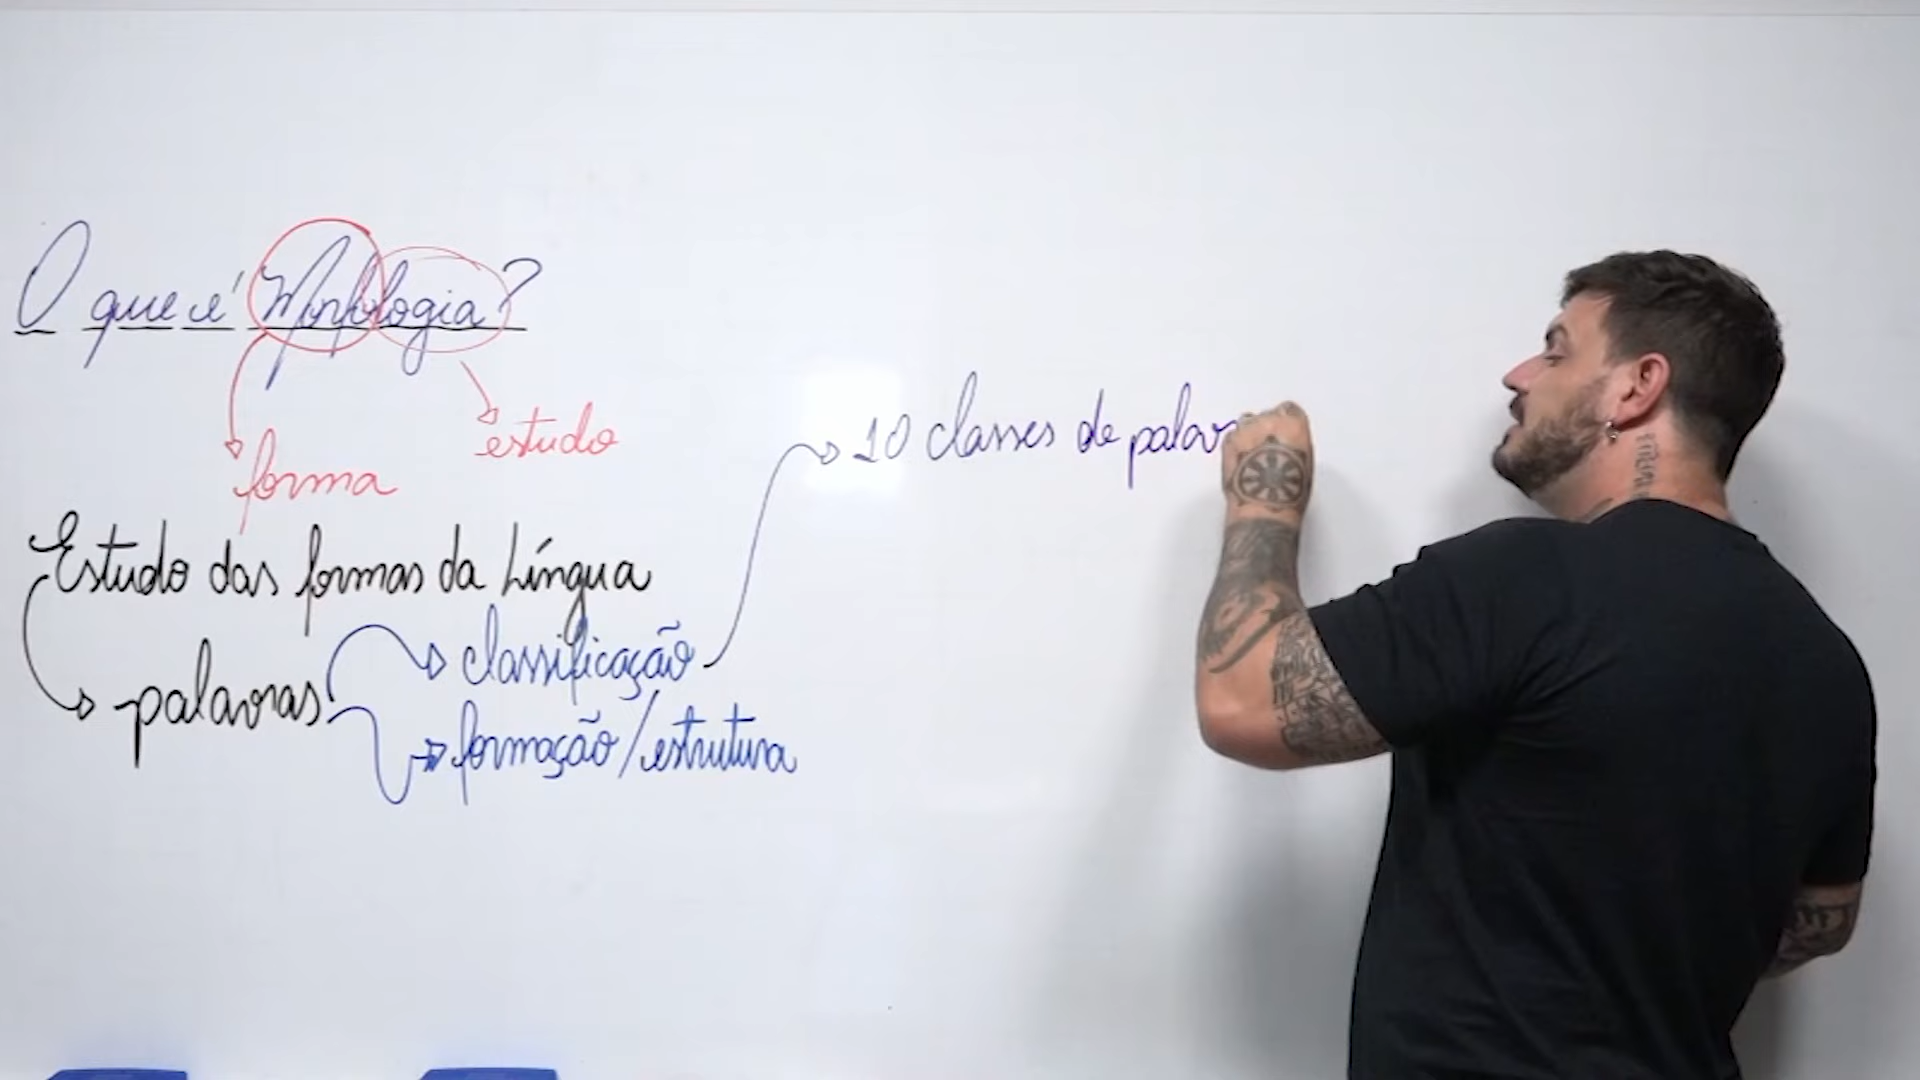 O que é Morfologia?
forma
estudo
Estudo das formas da Língua
palavras
classificação
formação/estrutura
10 classes de palav